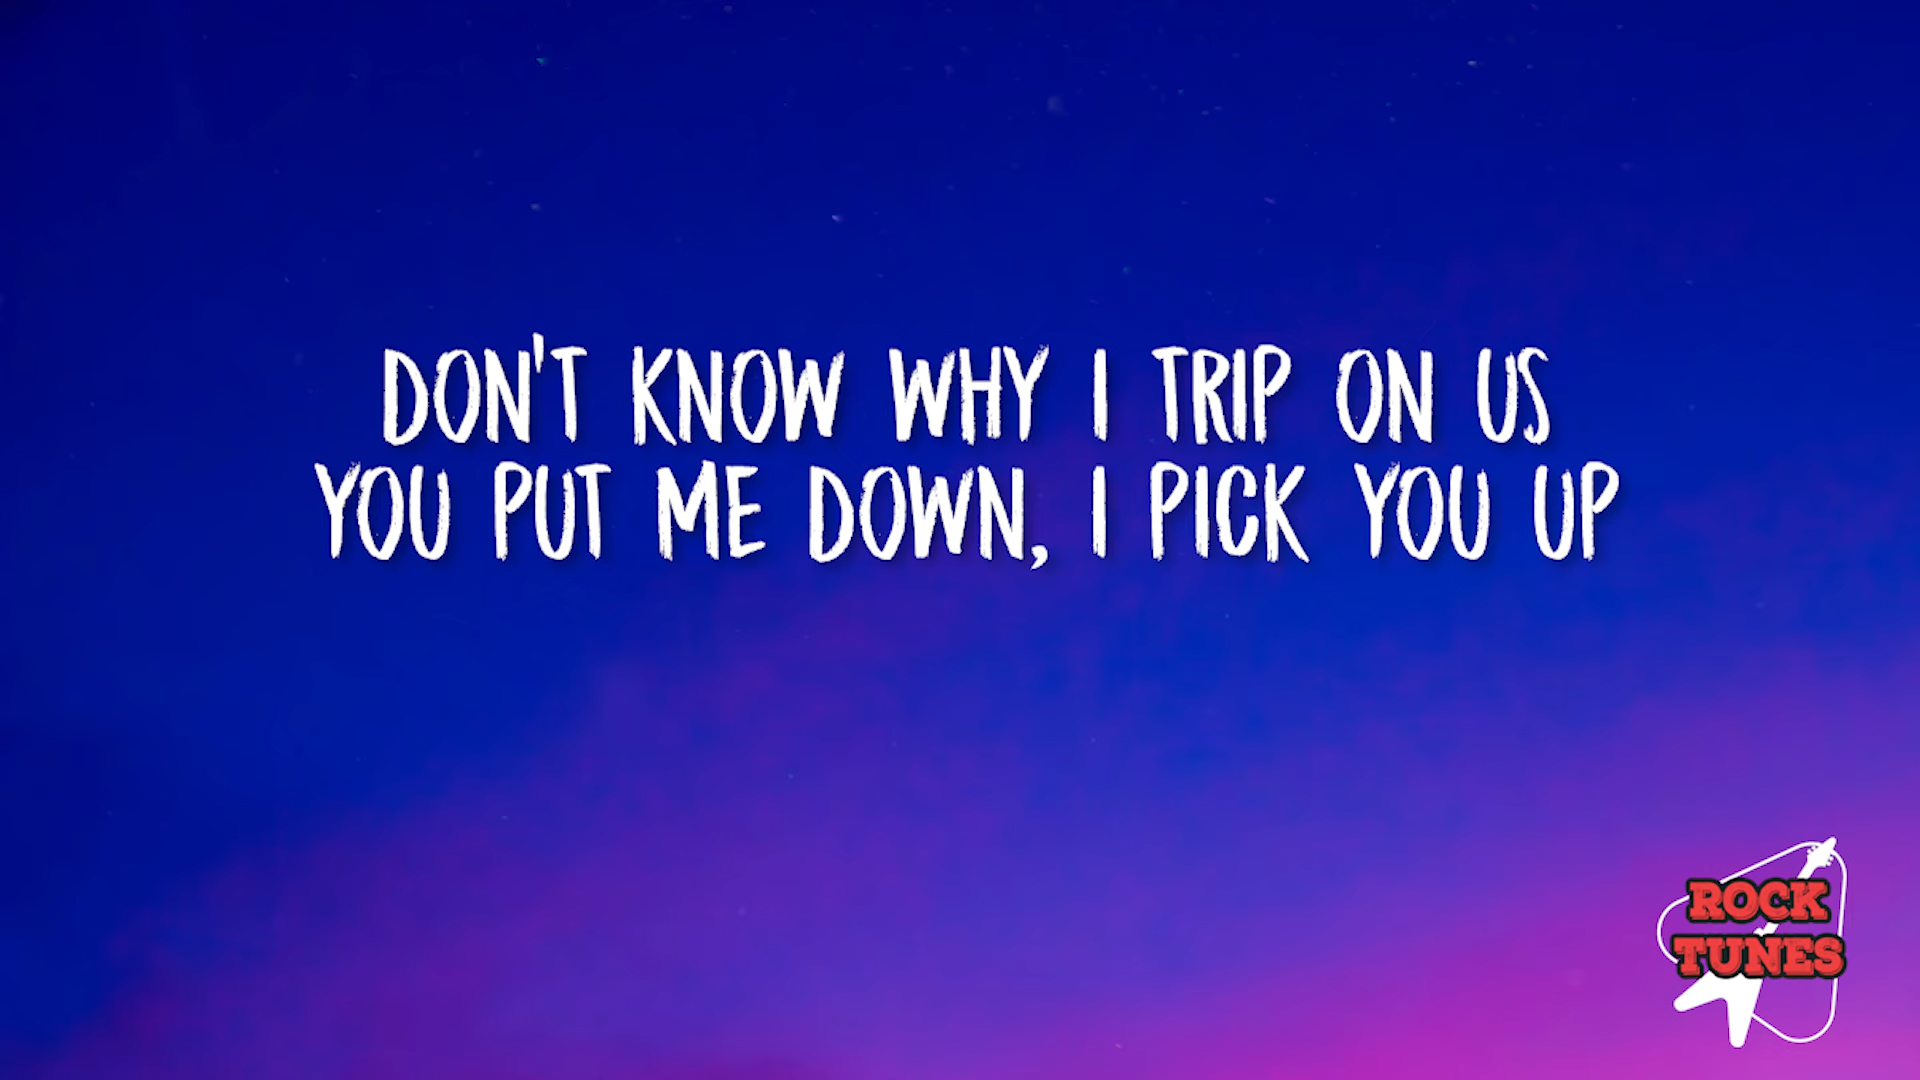 DON'T KNOW WHY I TRIP ON US
YOU PUT ME DOWN, I PICK YOU UP
ROCK
TUNES